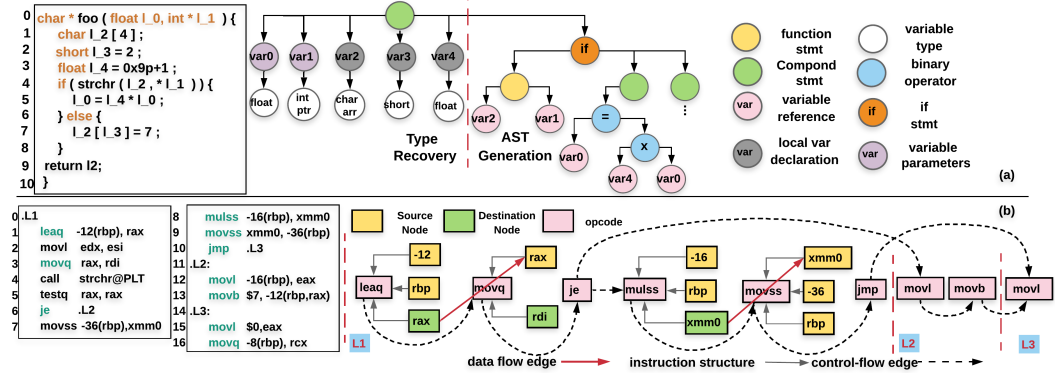 0 char * foo ( float l_0, int * l_1 ) {
1 char l_2 [ 4 ] ;
2 short l_3 = 2 ;
3 float l_4 = 0x9p+1 ;
4 if ( strchr ( l_2 , * l_1 ) ) {
5 l_0 = l_4 * l_0 ;
6 } else {
7 l_2 [ l_3 ] = 7 ;
8 }
9 return l2;
10 }
var0 var1 var2 var3 var4
float
int ptr
char arr
short
float
Type Recovery
if
var2 var1
=
var0
x
var4 var0
⋮
AST Generation
function stmt
Compond stmt
var variable reference
var local var declaration
variable type
binary operator
if if stmt
var variable parameters
(a)
0 .L1
1 leaq -12(rbp), rax
2 movl edx, esi
3 movq rax, rdi
4 call strchr@PLT
5 testq rax, rax
6 je .L2
7 movss -36(rbp),xmm0
8 mulss -16(rbp), xmm0
9 movss xmm0, -36(rbp)
10 jmp .L3
11 .L2:
12 movl -16(rbp), eax
13 movb $7, -12(rbp,rax)
14 .L3:
15 movl $0,eax
16 movq -8(rbp), rcx
Source Node
Destination Node
opcode
(b)
-12
leaq
rbp
rax
L1
rax
movq
rdi
je
-16
mulss
rbp
xmm0
xmm0
movss
-36
rbp
jmp
movl
movb
L2
movl
L3
data flow edge
instruction structure
control-flow edge